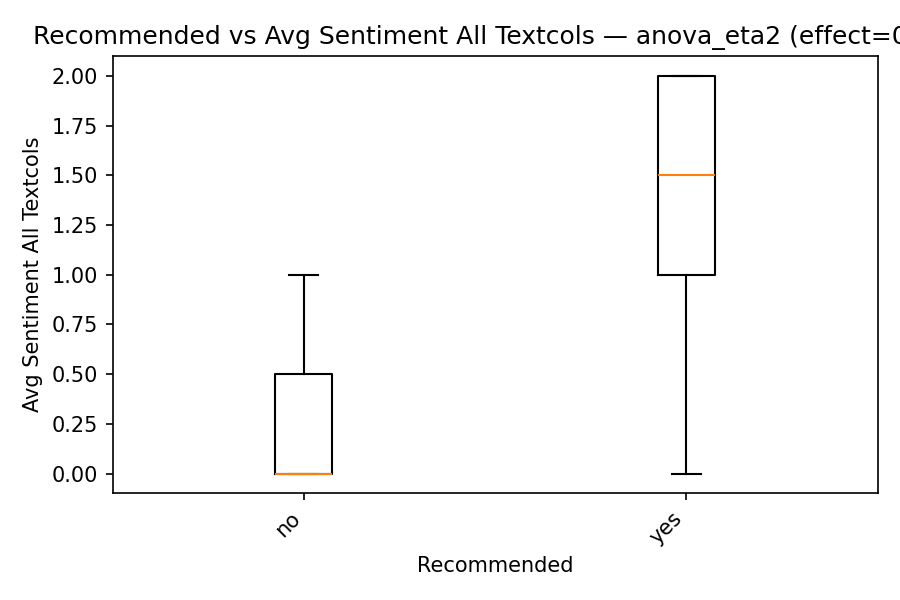 Recommended vs Avg Sentiment All Textcols — anova_eta2 (effect=0
2.00
1.75
1.50
1.25
1.00
0.75
0.50
0.25
0.00
Avg Sentiment All Textcols
no
yes
Recommended